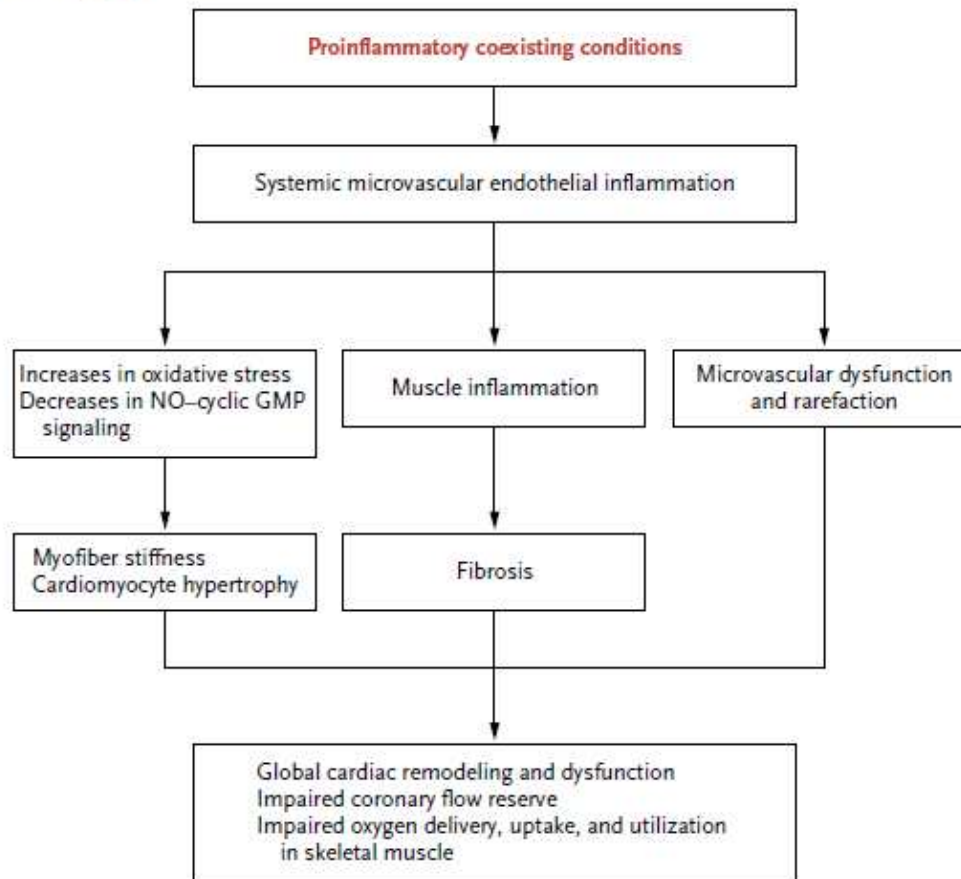 Proinflammatory coexisting conditions
Systemic microvascular endothelial inflammation
Increases in oxidative stress
Decreases in NO–cyclic GMP
signaling
Muscle inflammation
Microvascular dysfunction
and rarefaction
Myofiber stiffness
Cardiomyocyte hypertrophy
Fibrosis
Global cardiac remodeling and dysfunction
Impaired coronary flow reserve
Impaired oxygen delivery, uptake, and utilization
in skeletal muscle